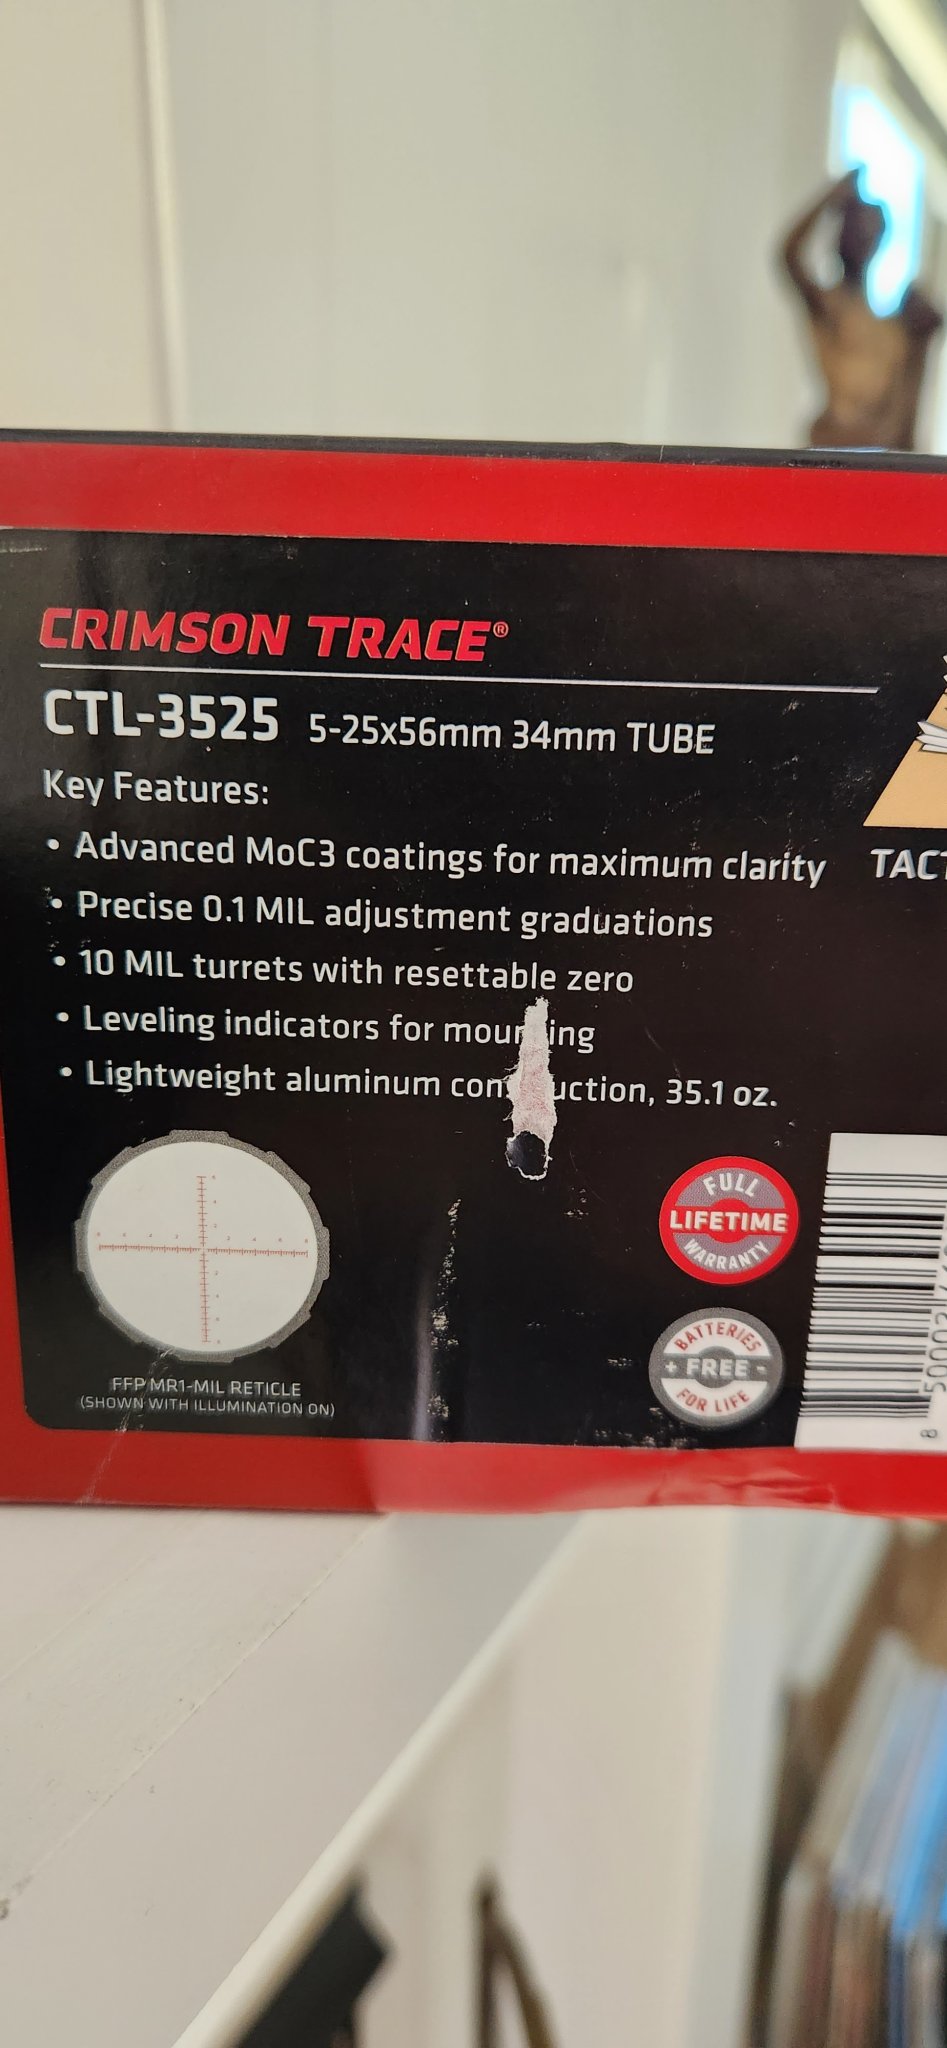 CRIMSON TRACE®
CTL-3525 5-25x56mm 34mm TUBE
Key Features:
• Advanced MoC3 coatings for maximum clarity
• Precise 0.1 MIL adjustment graduations
• 10 MIL turrets with resettable zero
• Leveling indicators for moun ing
• Lightweight aluminum cons uction, 35.1 oz.
TACT
FFP MR1-MIL RETICLE
(SHOWN WITH ILLUMINATION ON)
FULL
LIFETIME
WARRANTY
BATTERIES
+ FREE -
FOR LIFE